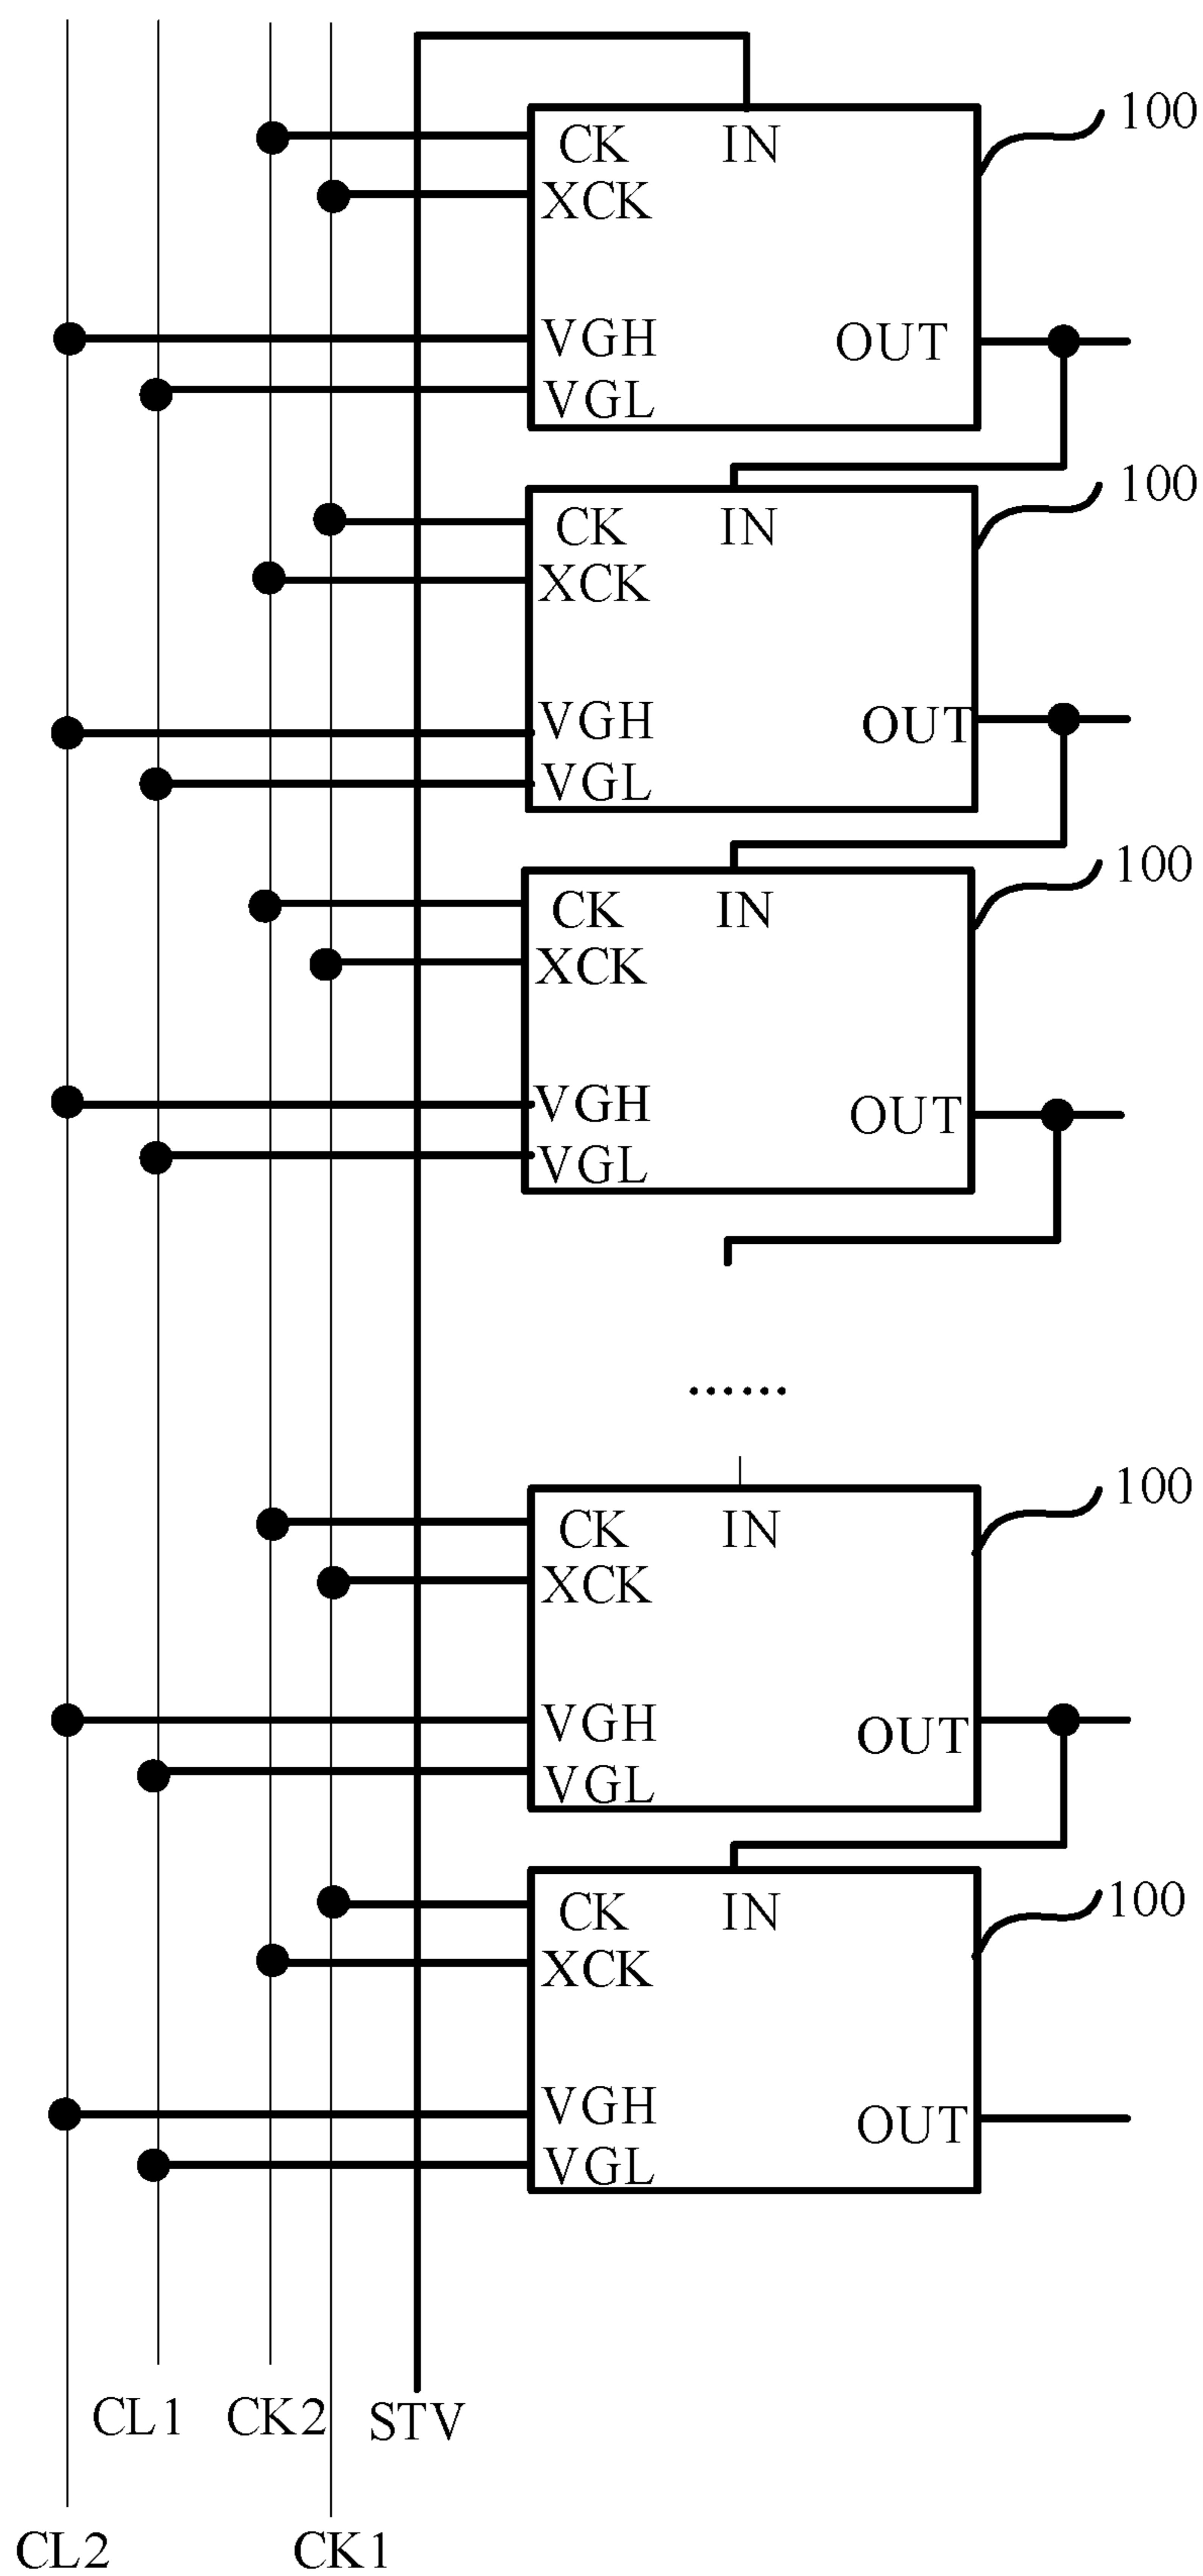 100
CK IN
XCK
VGH OUT
VGL
100
CK IN
XCK
VGH OUT
VGL
100
CK IN
XCK
VGH OUT
VGL
......
100
CK IN
XCK
VGH OUT
VGL
100
CK IN
XCK
VGH OUT
VGL
CL1 CK2 STV
CL2 CK1